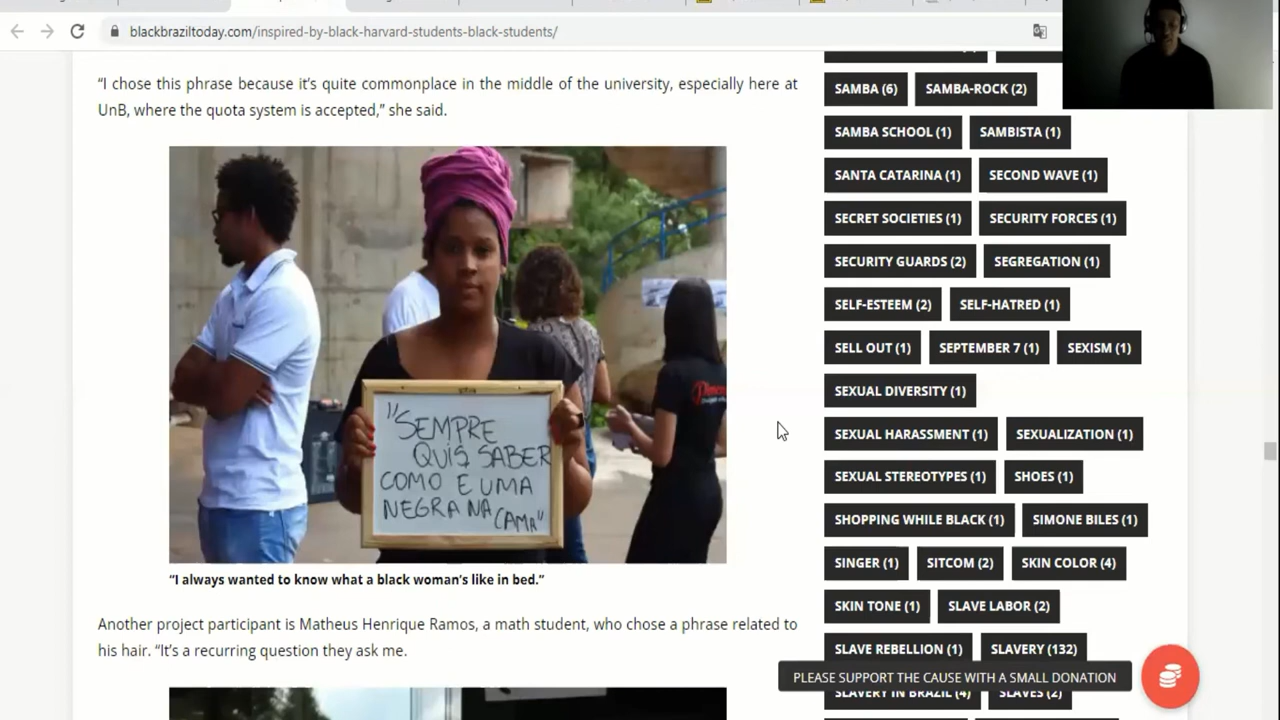 blackbraziltoday.com/inspired-by-black-harvard-students-black-students/
“I chose this phrase because it’s quite commonplace in the middle of the university, especially here at
UnB, where the quota system is accepted,” she said.
"SEMPRE
QUIS SABER
COMO E UMA
NEGRA NA
CAMA"
“I always wanted to know what a black woman’s like in bed.”
Another project participant is Matheus Henrique Ramos, a math student, who chose a phrase related to
his hair. “It’s a recurring question they ask me.
SAMBA (6) SAMBA-ROCK (2)
SAMBA SCHOOL (1) SAMBISTA (1)
SANTA CATARINA (1) SECOND WAVE (1)
SECRET SOCIETIES (1) SECURITY FORCES (1)
SECURITY GUARDS (2) SEGREGATION (1)
SELF-ESTEEM (2) SELF-HATRED (1)
SELL OUT (1) SEPTEMBER 7 (1) SEXISM (1)
SEXUAL DIVERSITY (1)
SEXUAL HARASSMENT (1) SEXUALIZATION (1)
SEXUAL STEREOTYPES (1) SHOES (1)
SHOPPING WHILE BLACK (1) SIMONE BILES (1)
SINGER (1) SITCOM (2) SKIN COLOR (4)
SKIN TONE (1) SLAVE LABOR (2)
SLAVE REBELLION (1) SLAVERY (132)
PLEASE SUPPORT THE CAUSE WITH A SMALL DONATION
SLAVERY IN BRAZIL (4) SLAVES (2)